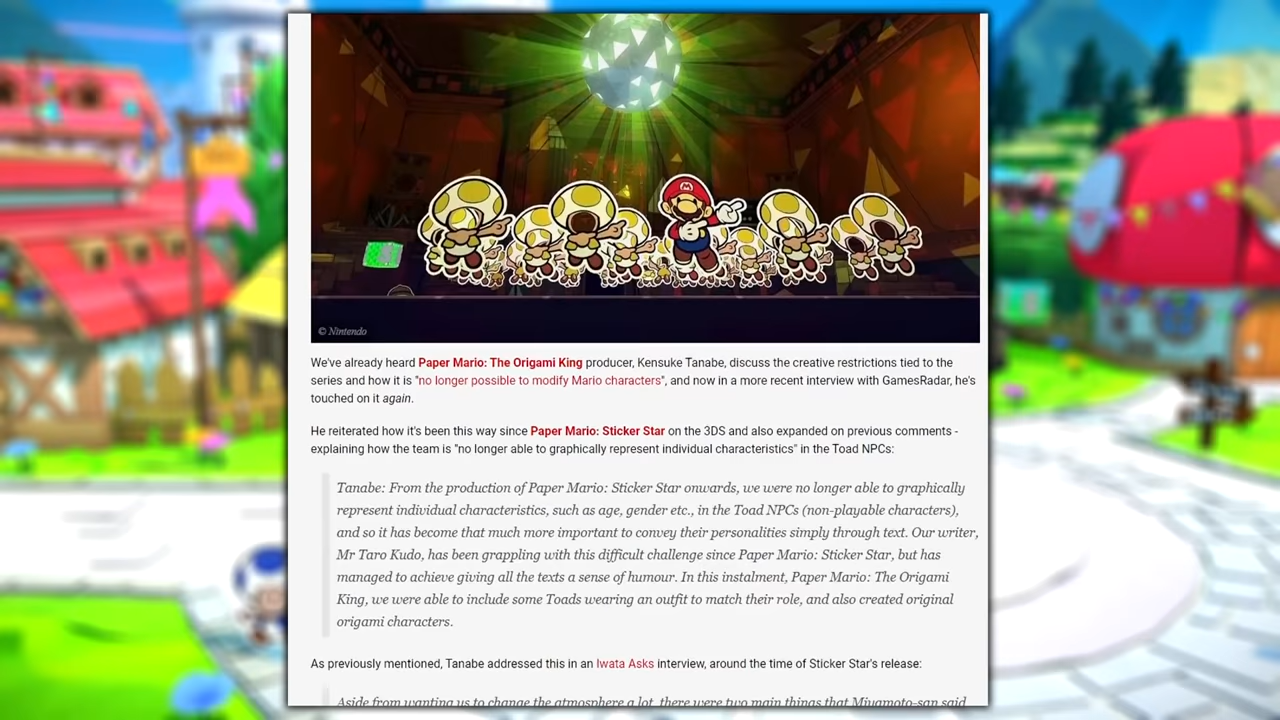 © Nintendo
We've already heard Paper Mario: The Origami King producer, Kensuke Tanabe, discuss the creative restrictions tied to the
series and how it is "no longer possible to modify Mario characters", and now in a more recent interview with GamesRadar, he's
touched on it again.
He reiterated how it's been this way since Paper Mario: Sticker Star on the 3DS and also expanded on previous comments -
explaining how the team is "no longer able to graphically represent individual characteristics" in the Toad NPCs:
Tanabe: From the production of Paper Mario: Sticker Star onwards, we were no longer able to graphically
represent individual characteristics, such as age, gender etc., in the Toad NPCs (non-playable characters),
and so it has become that much more important to convey their personalities simply through text. Our writer,
Mr Taro Kudo, has been grappling with this difficult challenge since Paper Mario: Sticker Star, but has
managed to achieve giving all the texts a sense of humour. In this instalment, Paper Mario: The Origami
King, we were able to include some Toads wearing an outfit to match their role, and also created original
origami characters.
As previously mentioned, Tanabe addressed this in an Iwata Asks interview, around the time of Sticker Star's release:
Aside from wanting us to change the atmosphere a lot, there were two main things that Miyamoto-san said